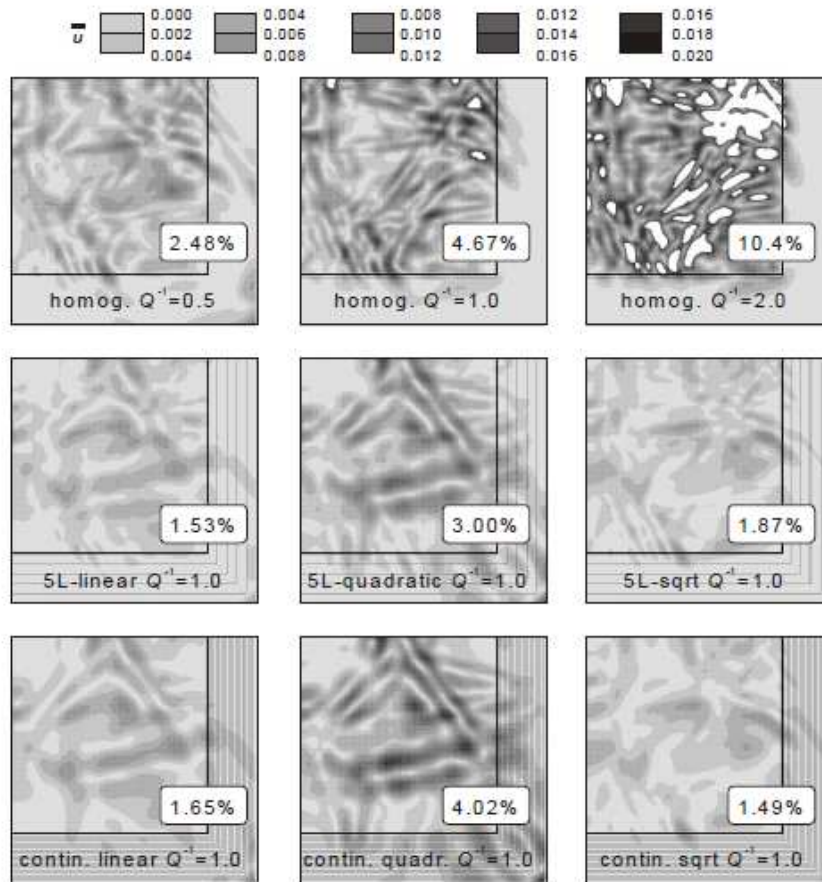 u
0.000 0.004 0.008 0.012 0.016
0.002 0.006 0.010 0.014 0.018
0.004 0.008 0.012 0.016 0.020
2.48% 4.67% 10.4%
homog. Q⁻¹=0.5 homog. Q⁻¹=1.0 homog. Q⁻¹=2.0
1.53% 3.00% 1.87%
5L-linear Q⁻¹=1.0 5L-quadratic Q⁻¹=1.0 5L-sqrt Q⁻¹=1.0
1.65% 4.02% 1.49%
contin. linear Q⁻¹=1.0 contin. quadr. Q⁻¹=1.0 contin. sqrt Q⁻¹=1.0